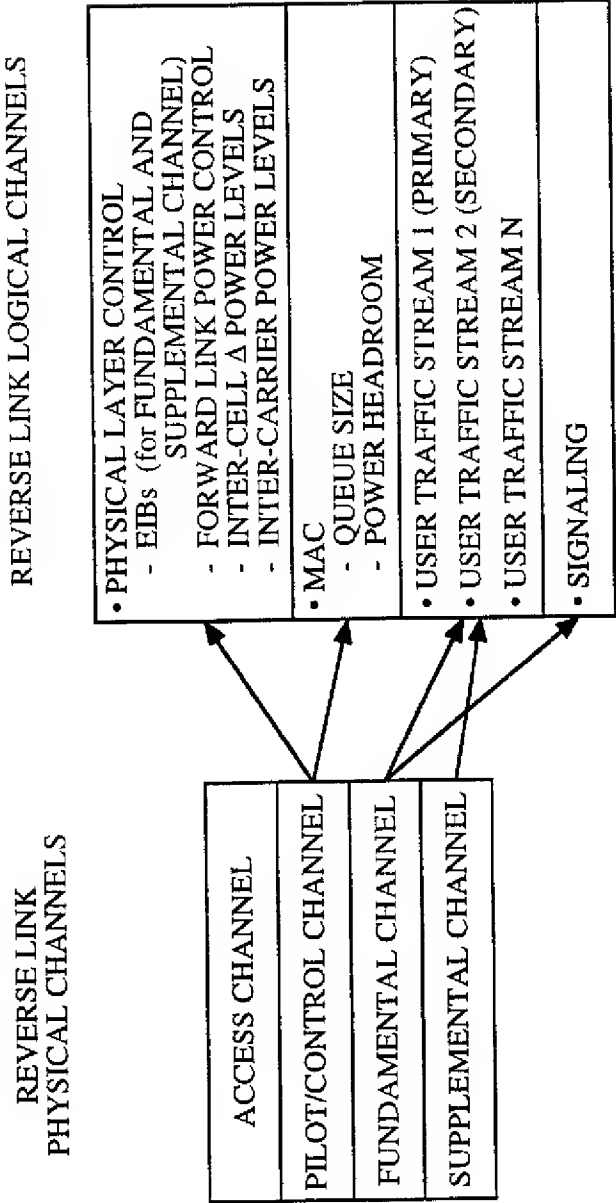 REVERSE LINK
PHYSICAL CHANNELS
ACCESS CHANNEL
PILOT/CONTROL CHANNEL
FUNDAMENTAL CHANNEL
SUPPLEMENTAL CHANNEL
REVERSE LINK LOGICAL CHANNELS
• PHYSICAL LAYER CONTROL
- EIBs (for FUNDAMENTAL AND
SUPPLEMENTAL CHANNEL)
- FORWARD LINK POWER CONTROL
- INTER-CELL Δ POWER LEVELS
- INTER-CARRIER POWER LEVELS
• MAC
- QUEUE SIZE
- POWER HEADROOM
• USER TRAFFIC STREAM 1 (PRIMARY)
• USER TRAFFIC STREAM 2 (SECONDARY)
• USER TRAFFIC STREAM N
• SIGNALING